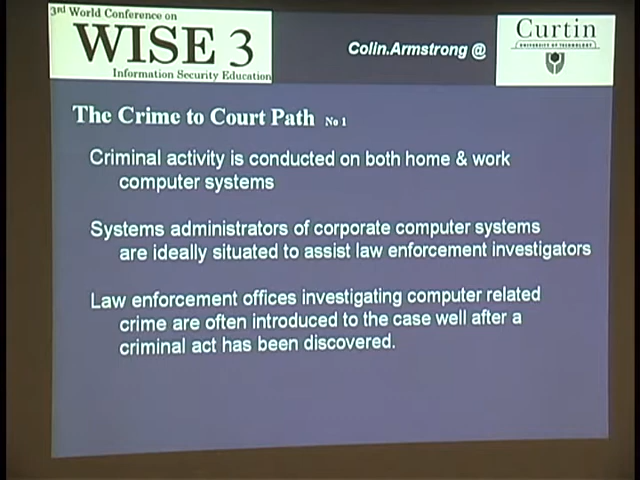 3rd World Conference on
WISE 3
Information Security Education
Colin.Armstrong @
Curtin
UNIVERSITY OF TECHNOLOGY
The Crime to Court Path No 1
Criminal activity is conducted on both home & work
computer systems
Systems administrators of corporate computer systems
are ideally situated to assist law enforcement investigators
Law enforcement offices investigating computer related
crime are often introduced to the case well after a
criminal act has been discovered.